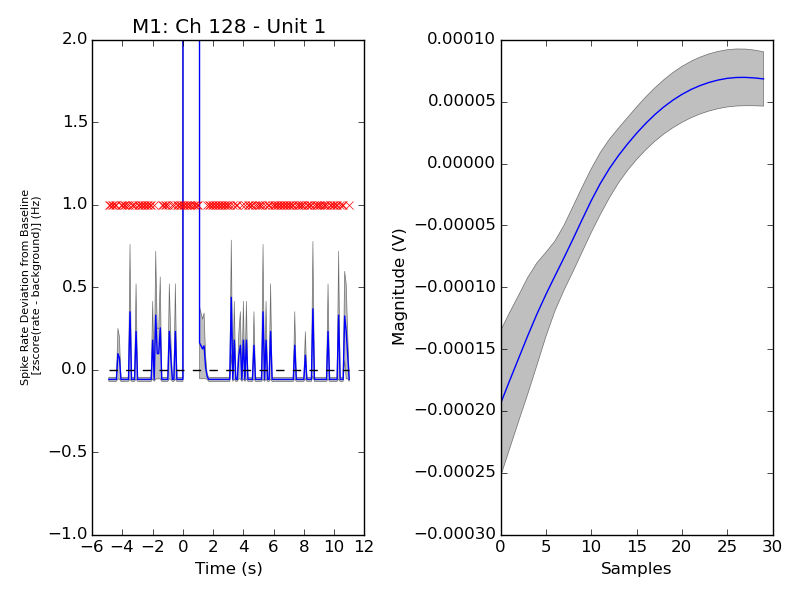 M1: Ch 128 - Unit 1
2.0
1.5
1.0
0.5
0.0
−0.5
−1.0
−6 −4 −2 0 2 4 6 8 10 12
Time (s)
Spike Rate Deviation from Baseline
[zscore(rate - background)] (Hz)
0.00010
0.00005
0.00000
−0.00005
−0.00010
−0.00015
−0.00020
−0.00025
−0.00030
0 5 10 15 20 25 30
Samples
Magnitude (V)